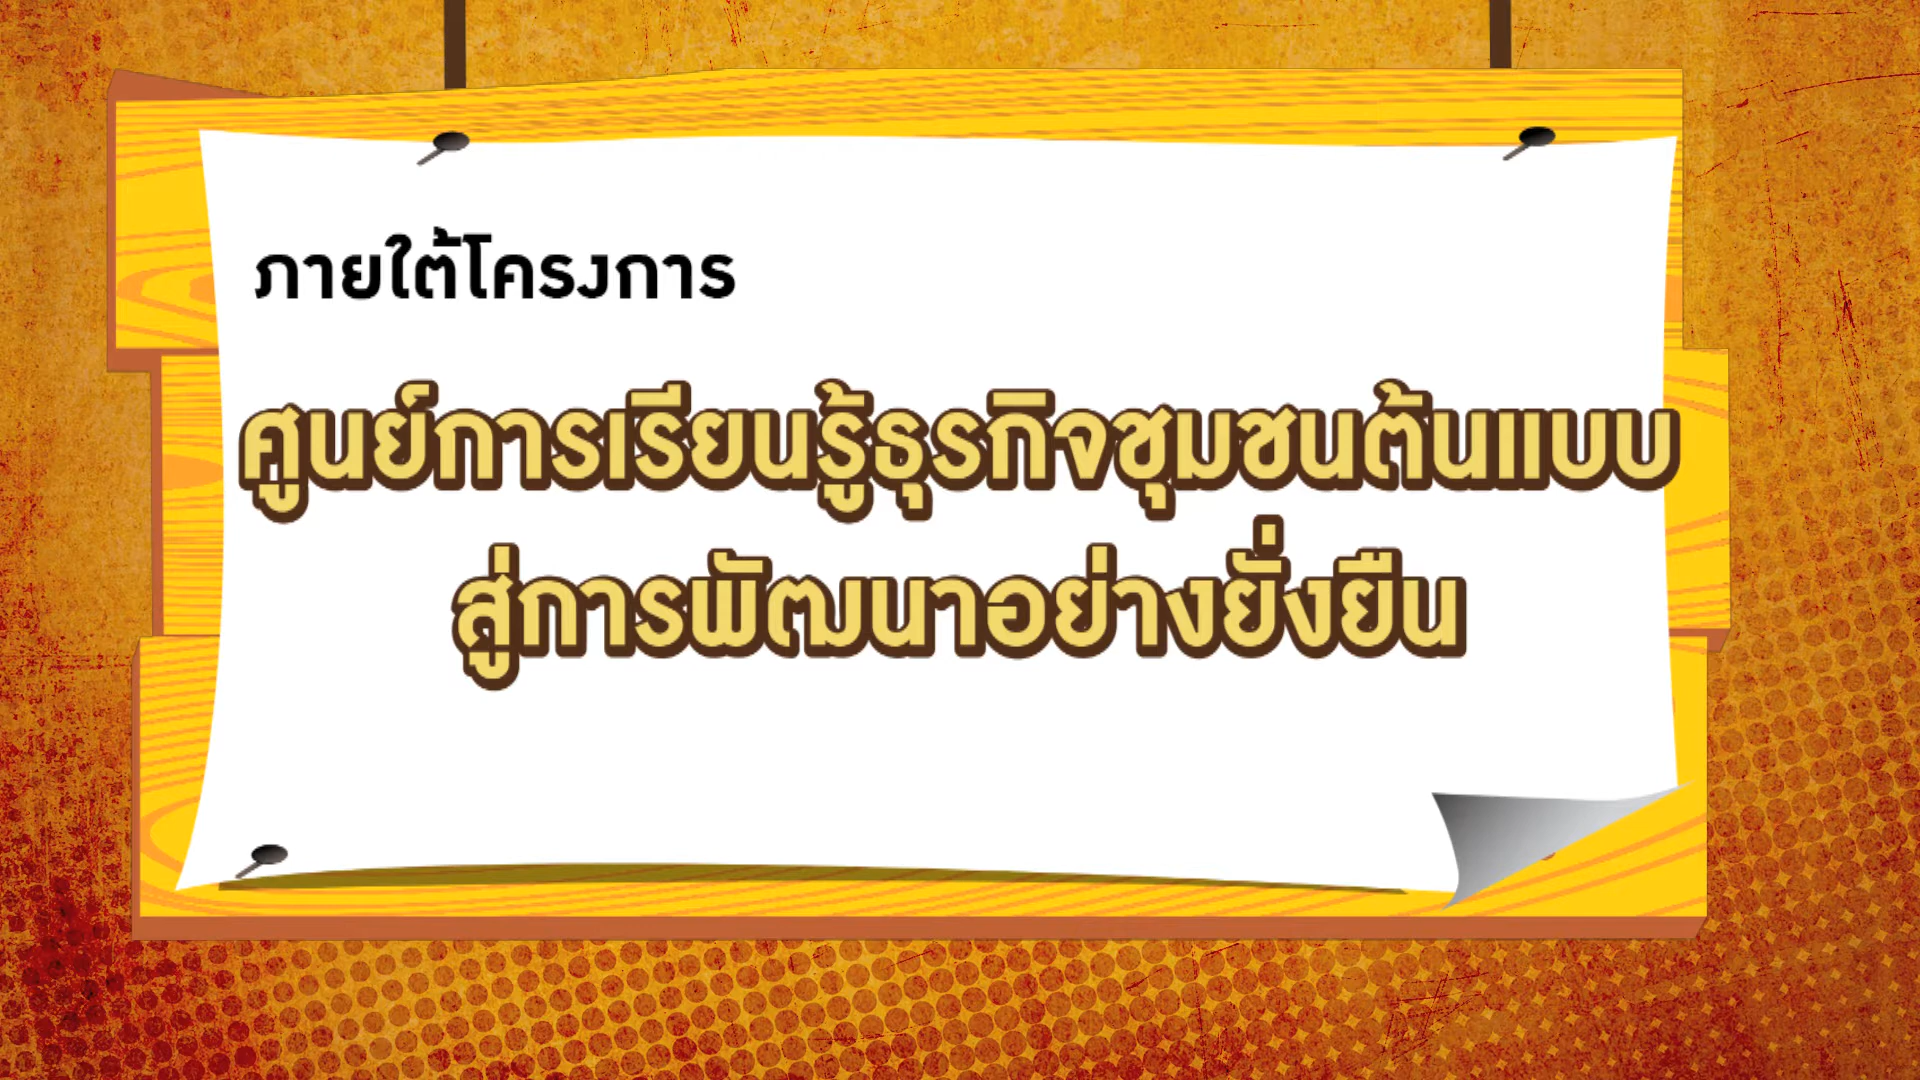 ภายใต้โครงการ
ศูนย์การเรียนรู้ธุรกิจชุมชนต้นแบบ
สู่การพัฒนาอย่างยั่งยืน